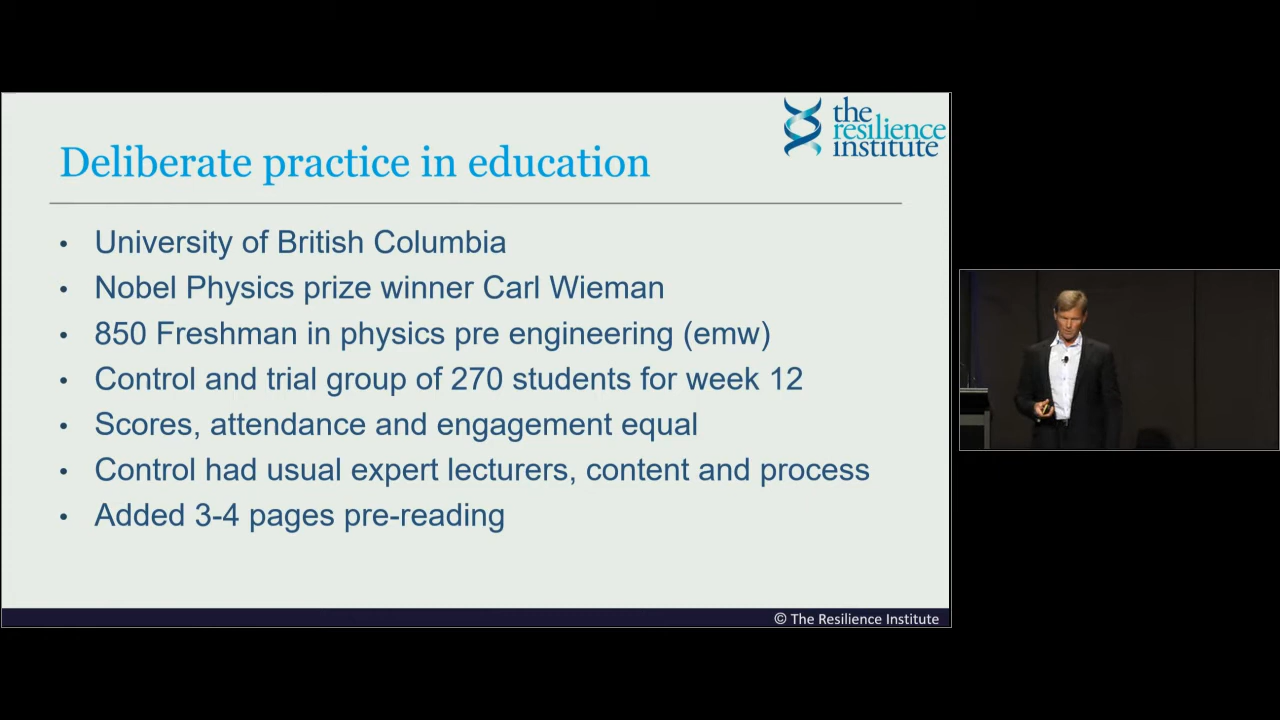 the
resilience
institute
Deliberate practice in education
• University of British Columbia
• Nobel Physics prize winner Carl Wieman
• 850 Freshman in physics pre engineering (emw)
• Control and trial group of 270 students for week 12
• Scores, attendance and engagement equal
• Control had usual expert lecturers, content and process
• Added 3-4 pages pre-reading
© The Resilience Institute